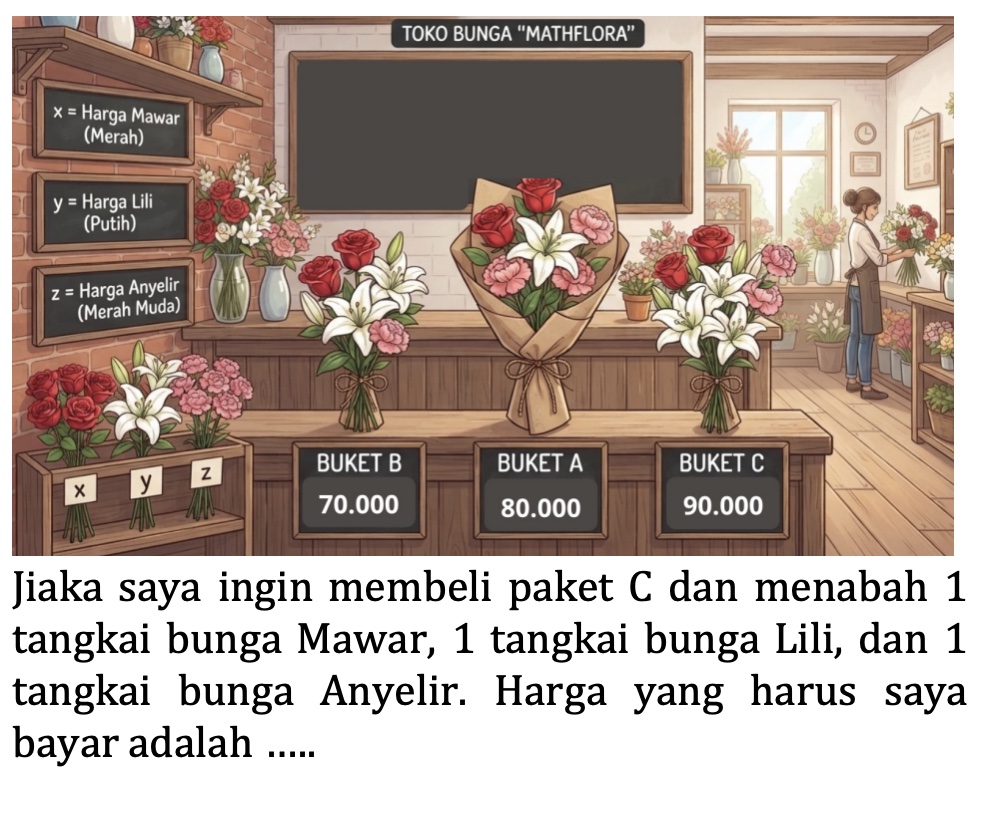 TOKO BUNGA "MATHFLORA"
x = Harga Mawar
(Merah)
y = Harga Lili
(Putih)
z = Harga Anyelir
(Merah Muda)
x
y
z
BUKET B
70.000
BUKET A
80.000
BUKET C
90.000
Jiaka saya ingin membeli paket C dan menabah 1
tangkai bunga Mawar, 1 tangkai bunga Lili, dan 1
tangkai bunga Anyelir. Harga yang harus saya
bayar adalah .....